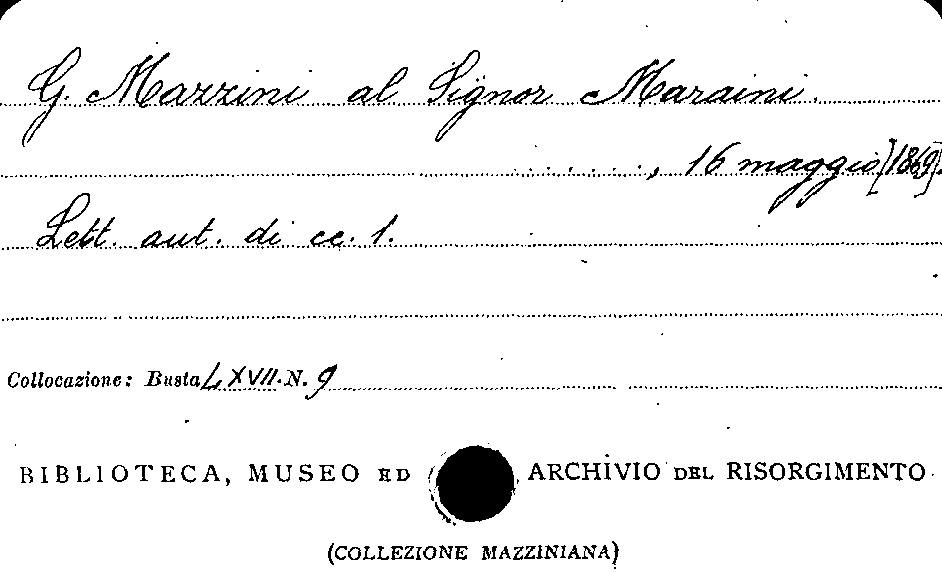 G. Mazzini al Signor Maraini.
......, 16 maggio [1869].
Lett. aut. di cc. 1.
Collocazione: Busta LXVII. N. 9
BIBLIOTECA, MUSEO ED ARCHIVIO DEL RISORGIMENTO
(COLLEZIONE MAZZINIANA)